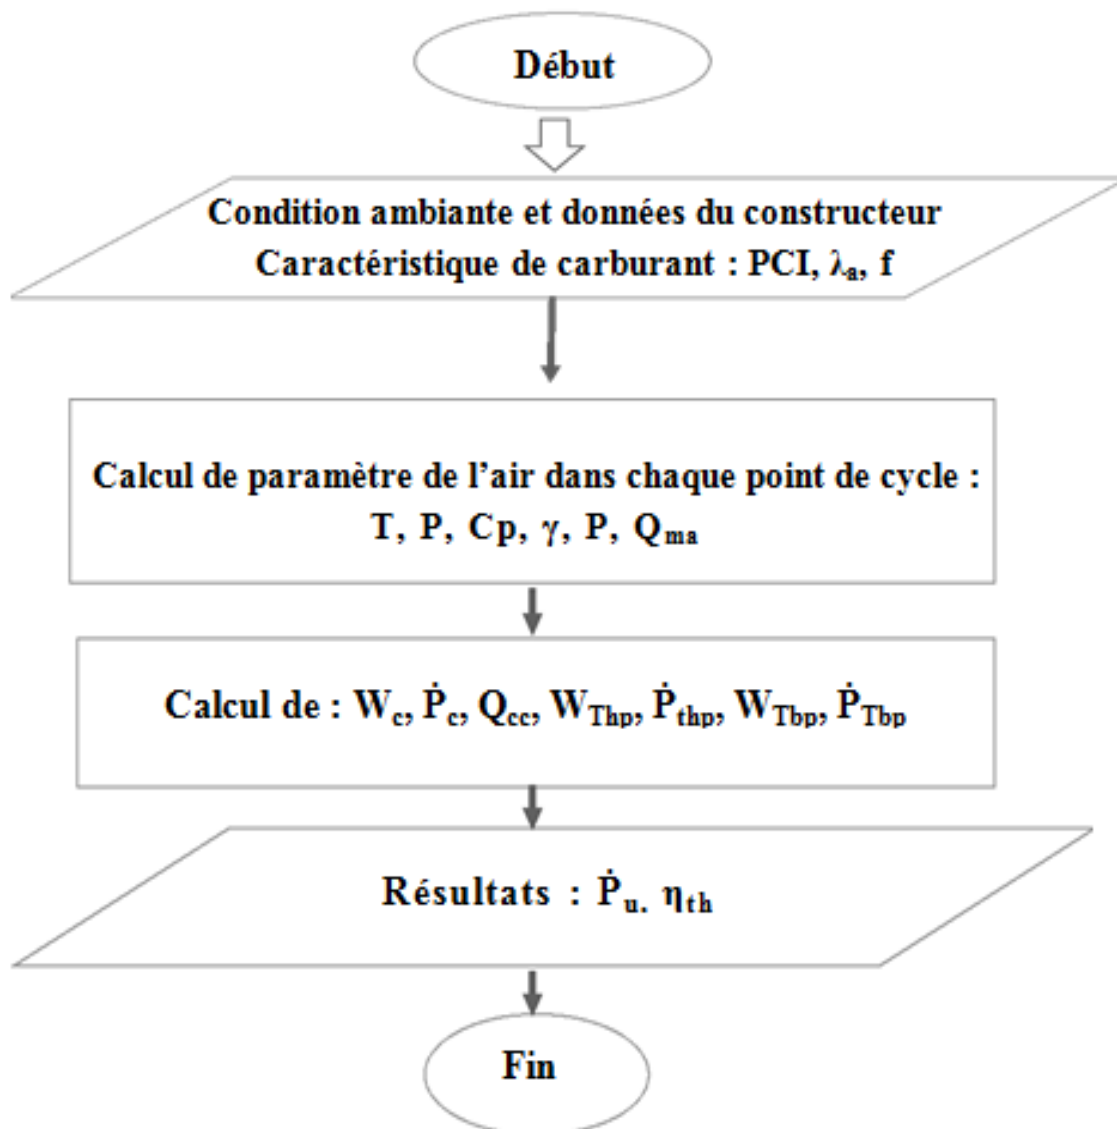 Début
Condition ambiante et données du constructeur
Caractéristique de carburant : PCI, λₐ, f
Calcul de paramètre de l'air dans chaque point de cycle :
T, P, Cp, γ, P, Qma
Calcul de : Wc, Ṗc, Qcc, WThp, Ṗthp, WTbp, ṖTbp
Résultats : Ṗu. ηth
Fin